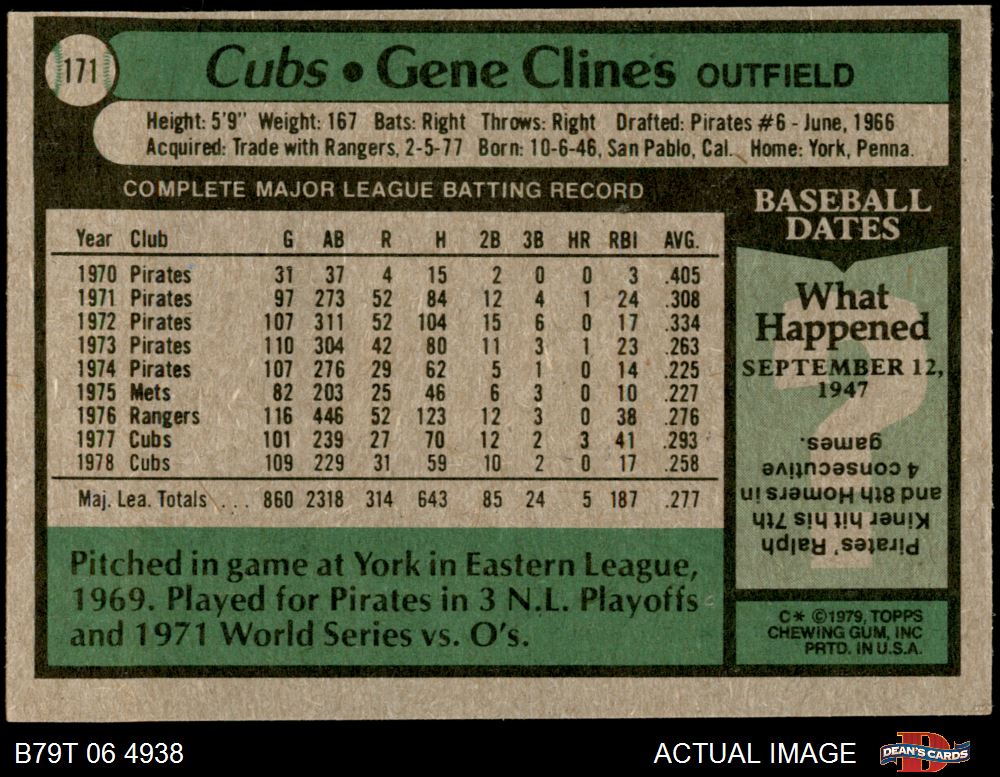 171
Cubs • Gene Clines OUTFIELD
Height: 5'9" Weight: 167 Bats: Right Throws: Right Drafted: Pirates #6 - June, 1966
Acquired: Trade with Rangers, 2-5-77 Born: 10-6-46, San Pablo, Cal. Home: York, Penna.
COMPLETE MAJOR LEAGUE BATTING RECORD
Year Club G AB R H 2B 3B HR RBI AVG.
1970 Pirates 31 37 4 15 2 0 0 3 .405
1971 Pirates 97 273 52 84 12 4 1 24 .308
1972 Pirates 107 311 52 104 15 6 0 17 .334
1973 Pirates 110 304 42 80 11 3 1 23 .263
1974 Pirates 107 276 29 62 5 1 0 14 .225
1975 Mets 82 203 25 46 6 3 0 10 .227
1976 Rangers 116 446 52 123 12 3 0 38 .276
1977 Cubs 101 239 27 70 12 2 3 41 .293
1978 Cubs 109 229 31 59 10 2 0 17 .258
Maj. Lea. Totals . . . 860 2318 314 643 85 24 5 187 .277
Pitched in game at York in Eastern League,
1969. Played for Pirates in 3 N.L. Playoffs
and 1971 World Series vs. O's.
BASEBALL
DATES
What
Happened
SEPTEMBER 12,
1947
Pirates' Ralph
Kiner hit his 7th
and 8th Homers in
4 consecutive
games.
C* ©1979, TOPPS
CHEWING GUM, INC
PRTD. IN U.S.A.
B79T 06 4938
ACTUAL IMAGE
DEAN'S CARDS